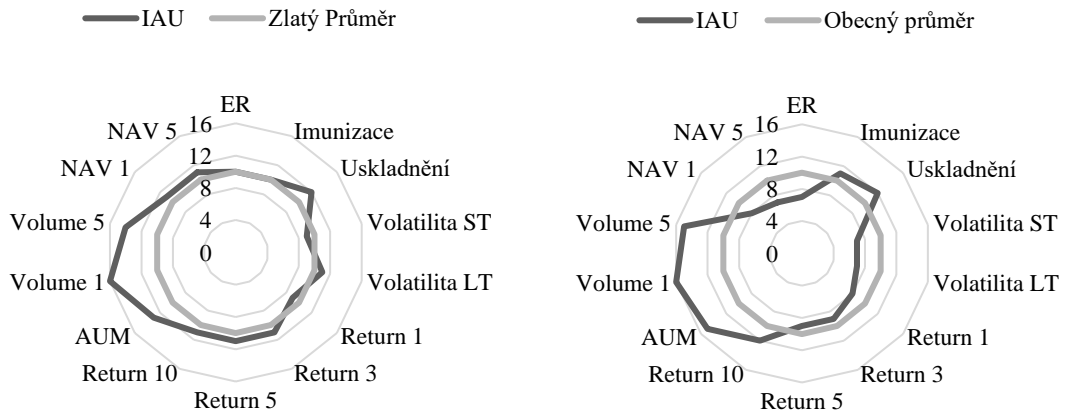 IAU Zlatý Průměr
ER
Imunizace
Uskladnění
Volatilita ST
Volatilita LT
Return 1
Return 3
Return 5
Return 10
AUM
Volume 1
Volume 5
NAV 1
NAV 5
16
12
8
4
0
IAU Obecný průměr
ER
Imunizace
Uskladnění
Volatilita ST
Volatilita LT
Return 1
Return 3
Return 5
Return 10
AUM
Volume 1
Volume 5
NAV 1
NAV 5
16
12
8
4
0